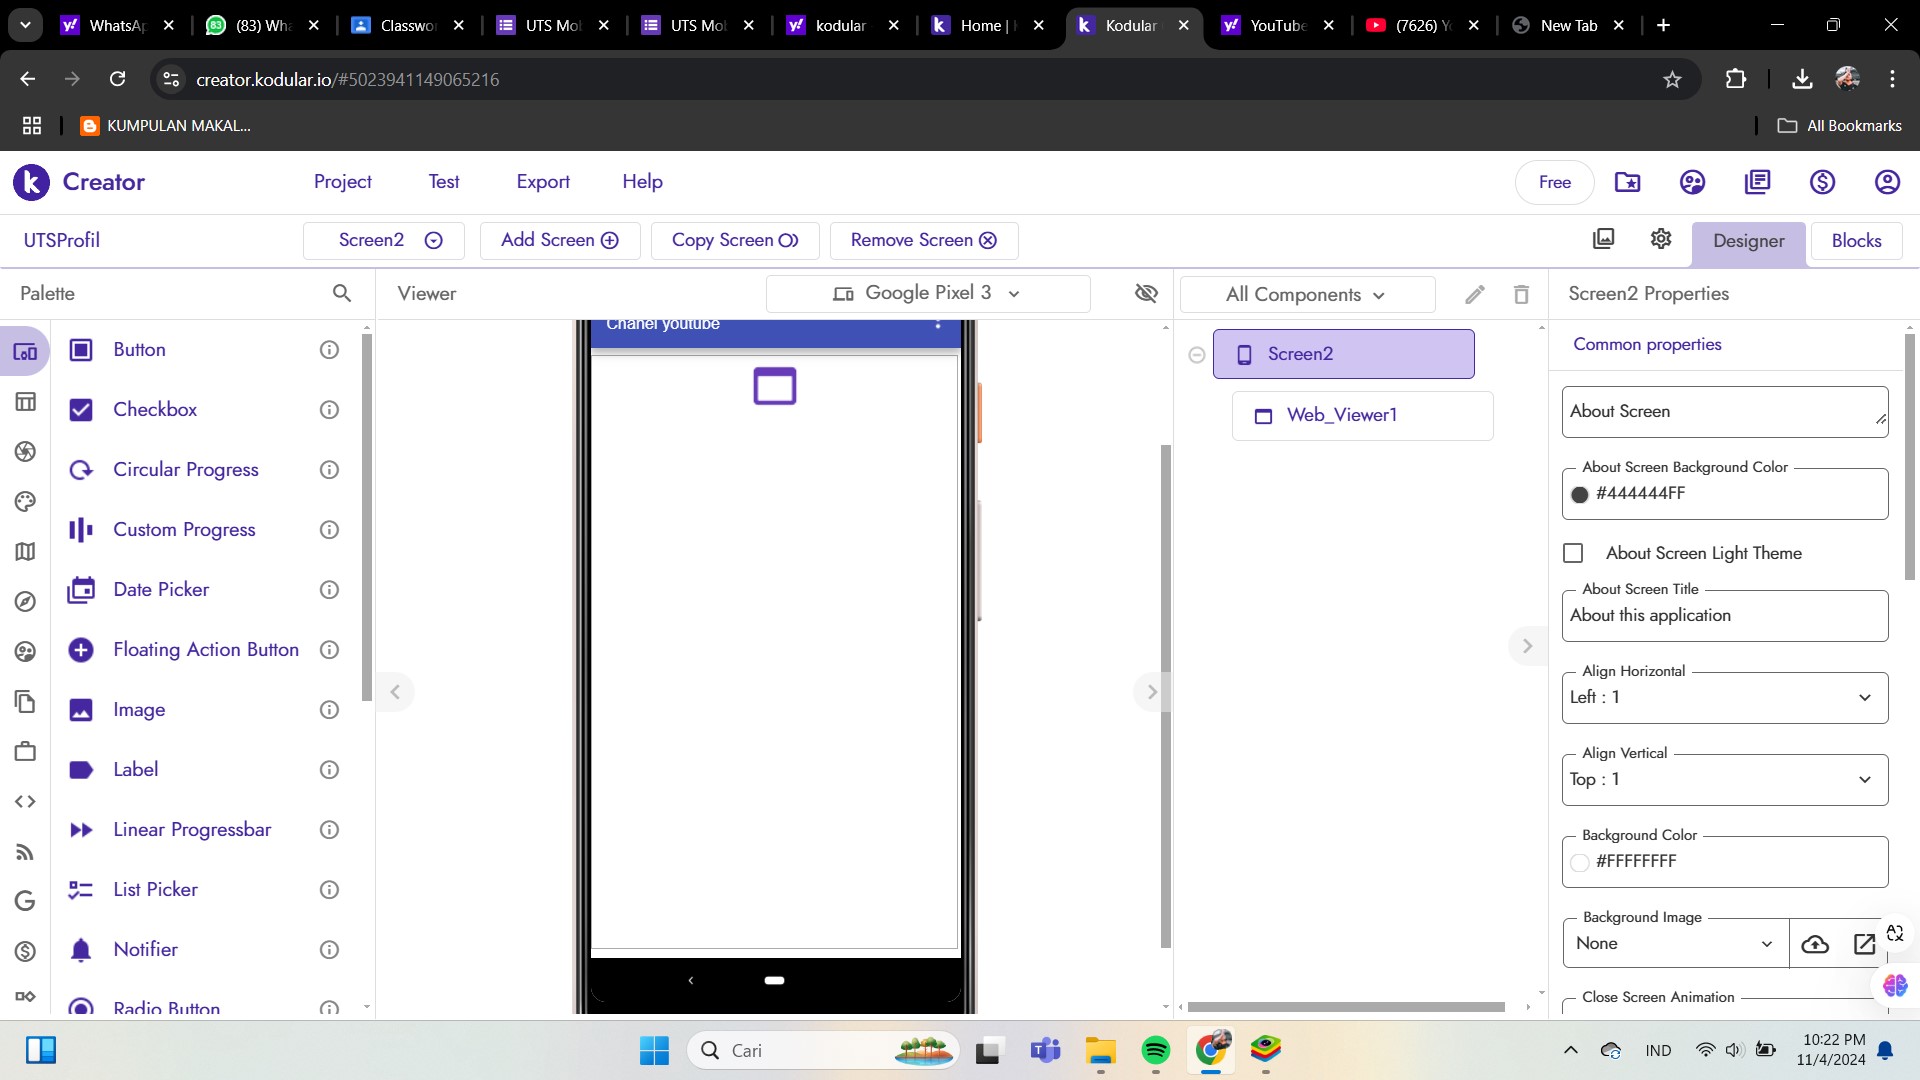 WhatsAp
(83) Wha
Classwor
UTS Mob
UTS Mob
kodular
Home |
Kodular
YouTube
(7626) Y
New Tab
creator.kodular.io/#5023941149065216
KUMPULAN MAKAL...
All Bookmarks
Creator
Project
Test
Export
Help
Free
UTSProfil
Screen2
Add Screen
Copy Screen
Remove Screen
Designer
Blocks
Palette
Viewer
Google Pixel 3
All Components
Screen2 Properties
Button
Checkbox
Circular Progress
Custom Progress
Date Picker
Floating Action Button
Image
Label
Linear Progressbar
List Picker
Notifier
Radio Button
Chanel youtube
Screen2
Web_Viewer1
Common properties
About Screen
About Screen Background Color
#444444FF
About Screen Light Theme
About Screen Title
About this application
Align Horizontal
Left : 1
Align Vertical
Top : 1
Background Color
#FFFFFFFF
Background Image
None
Close Screen Animation
Cari
IND
10:22 PM
11/4/2024